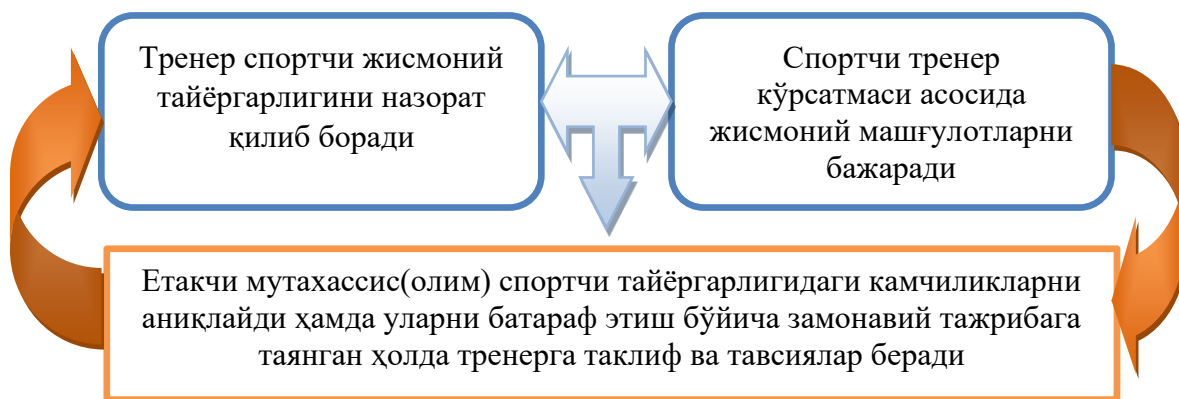 Тренер спортчи жисмоний
тайёргарлигини назорат
қилиб боради
Спортчи тренер
кўрсатмаси асосида
жисмоний машғулотларни
бажаради
Етакчи мутахассис(олим) спортчи тайёргарлигидаги камчиликларни
аниқлайди ҳамда уларни батараф этиш бўйича замонавий тажрибага
таянган ҳолда тренерга таклиф ва тавсиялар беради